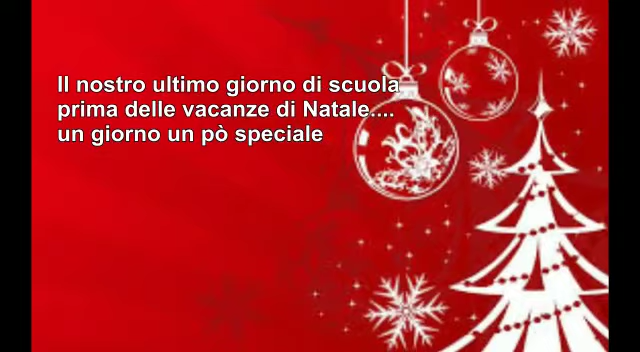 Il nostro ultimo giorno di scuola
prima delle vacanze di Natale....
un giorno un pò speciale